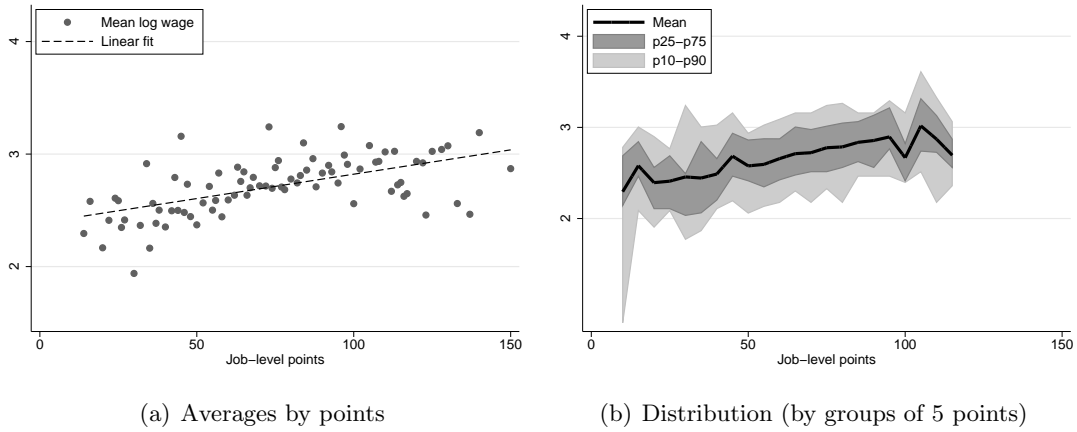 Mean log wage
Linear fit
4
3
2
0
50
100
150
Job−level points
(a) Averages by points
Mean
p25−p75
p10−p90
4
3
2
0
50
100
150
Job−level points
(b) Distribution (by groups of 5 points)